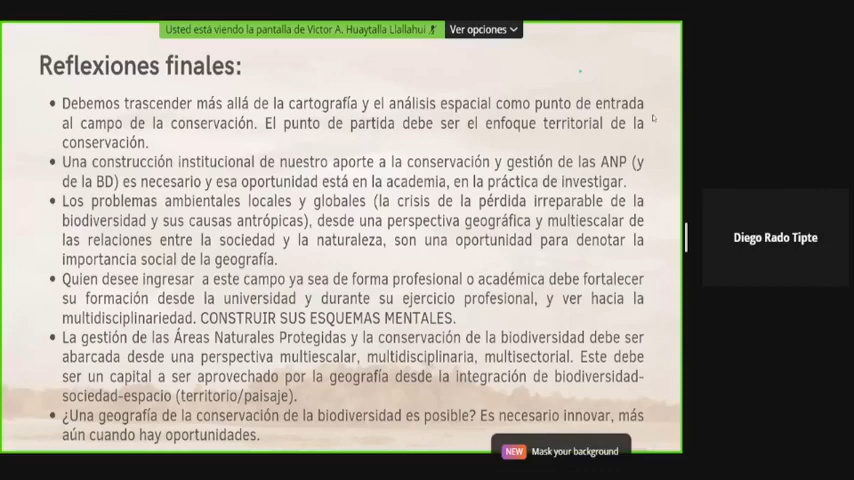 Usted está viendo la pantalla de Victor A. Huaytalla Llallahui
Ver opciones
Reflexiones finales:
• Debemos trascender más allá de la cartografía y el análisis espacial como punto de entrada
al campo de la conservación. El punto de partida debe ser el enfoque territorial de la
conservación.
• Una construcción institucional de nuestro aporte a la conservación y gestión de las ANP (y
de la BD) es necesario y esa oportunidad está en la academia, en la práctica de investigar.
• Los problemas ambientales locales y globales (la crisis de la pérdida irreparable de la
biodiversidad y sus causas antrópicas), desde una perspectiva geográfica y multiescalar de
las relaciones entre la sociedad y la naturaleza, son una oportunidad para denotar la
importancia social de la geografía.
• Quien desee ingresar a este campo ya sea de forma profesional o académica debe fortalecer
su formación desde la universidad y durante su ejercicio profesional, y ver hacia la
multidisciplinariedad. CONSTRUIR SUS ESQUEMAS MENTALES.
• La gestión de las Áreas Naturales Protegidas y la conservación de la biodiversidad debe ser
abarcada desde una perspectiva multiescalar, multidisciplinaria, multisectorial. Este debe
ser un capital a ser aprovechado por la geografía desde la integración de biodiversidad-
sociedad-espacio (territorio/paisaje).
• ¿Una geografía de la conservación de la biodiversidad es posible? Es necesario innovar, más
aún cuando hay oportunidades.
Diego Rado Tipte
NEW Mask your background